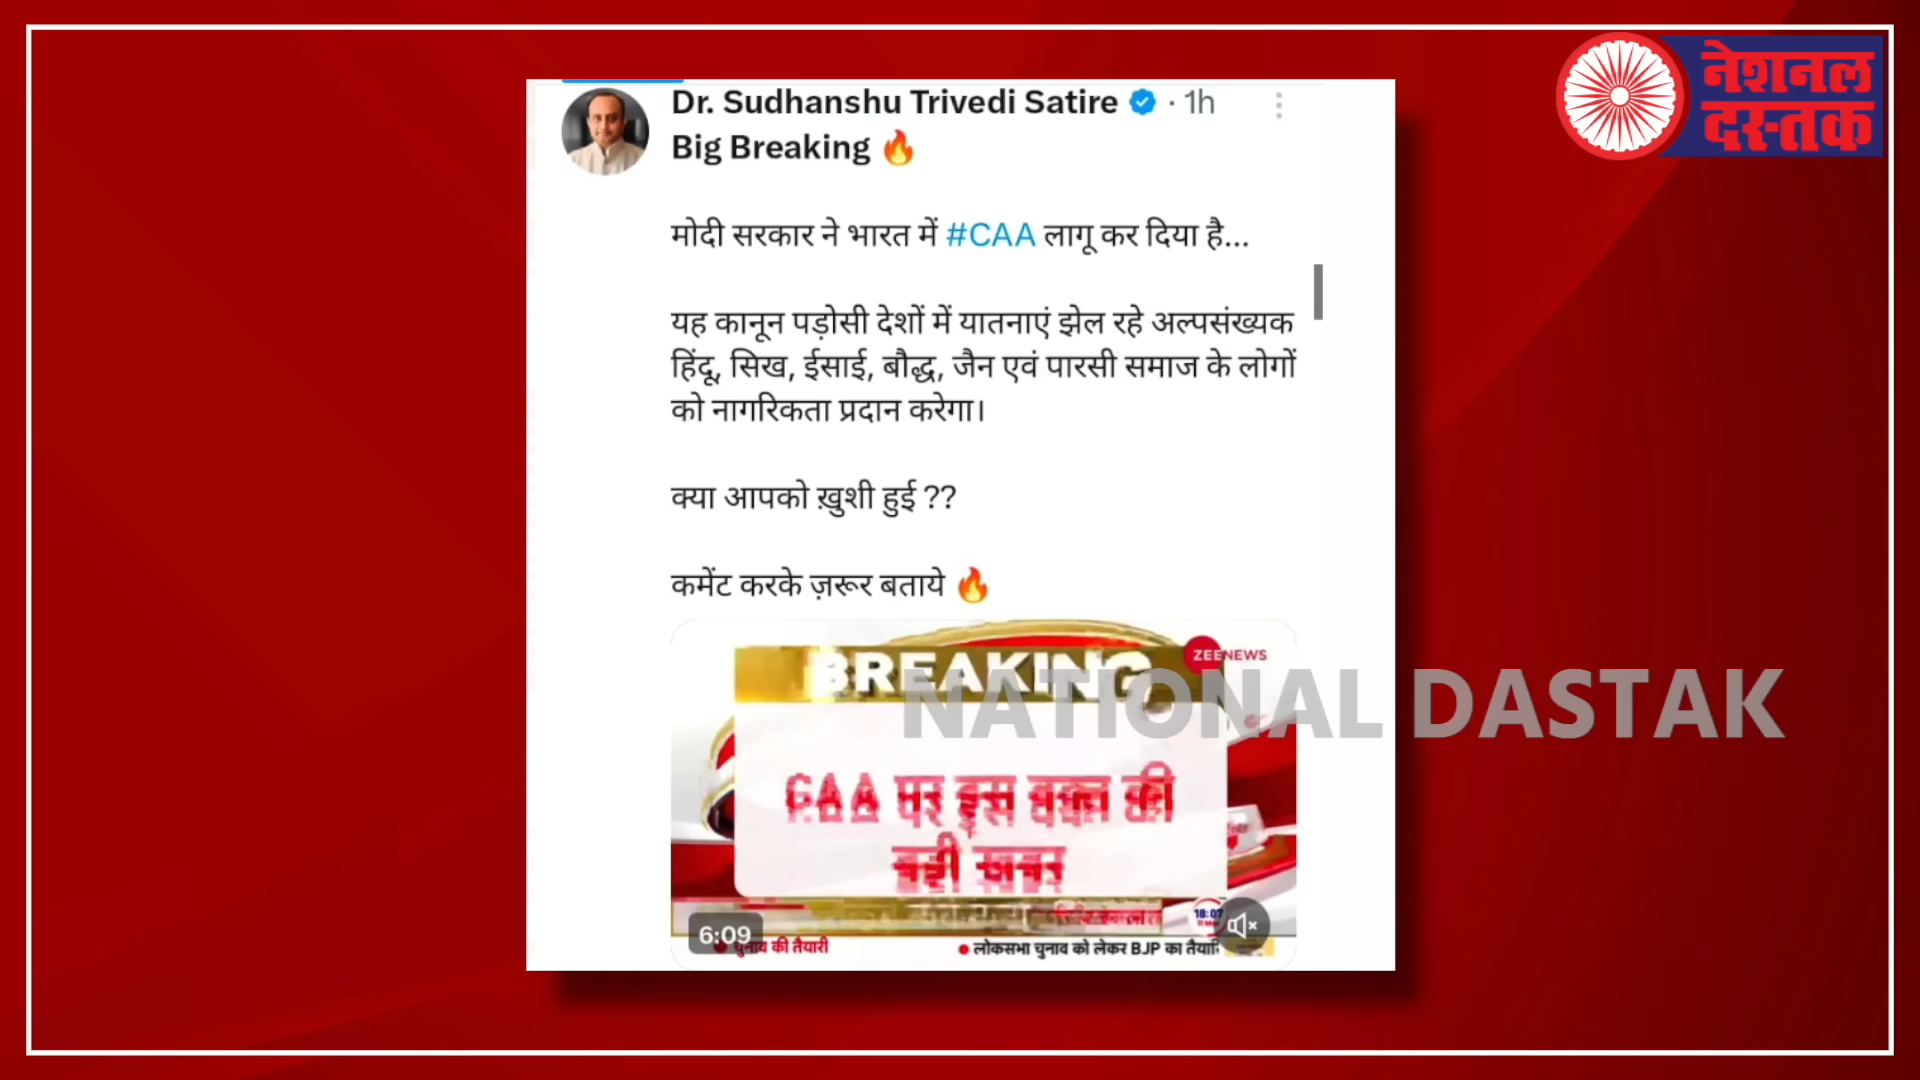 नेशनल
दस्तक
Dr. Sudhanshu Trivedi Satire · 1h
Big Breaking 🔥
मोदी सरकार ने भारत में #CAA लागू कर दिया है...
यह कानून पड़ोसी देशों में यातनाएं झेल रहे अल्पसंख्यक
हिंदू, सिख, ईसाई, बौद्ध, जैन एवं पारसी समाज के लोगों
को नागरिकता प्रदान करेगा।
क्या आपको ख़ुशी हुई ??
कमेंट करके ज़रूर बताये 🔥
BREAKING
ZEE NEWS
NATIONAL DASTAK
CAA पर इस वक्त की
बड़ी खबर
18:07
6:09
चुनाव की तैयारी
लोकसभा चुनाव को लेकर BJP का तैयारि